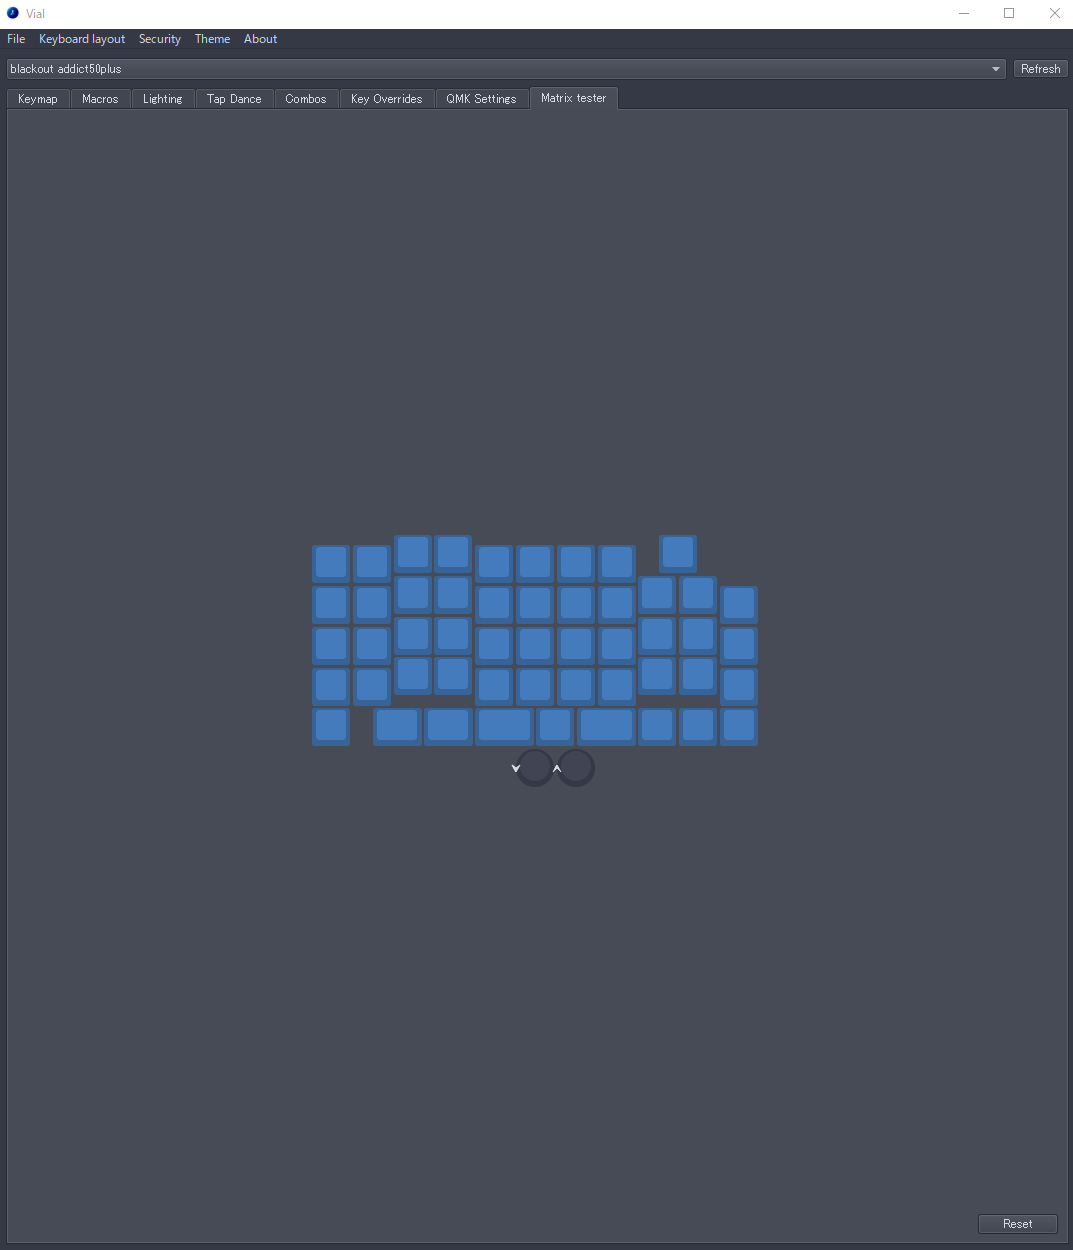 Vial
File Keyboard layout Security Theme About
blackout addict50plus Refresh
Keymap Macros Lighting Tap Dance Combos Key Overrides QMK Settings Matrix tester
Reset